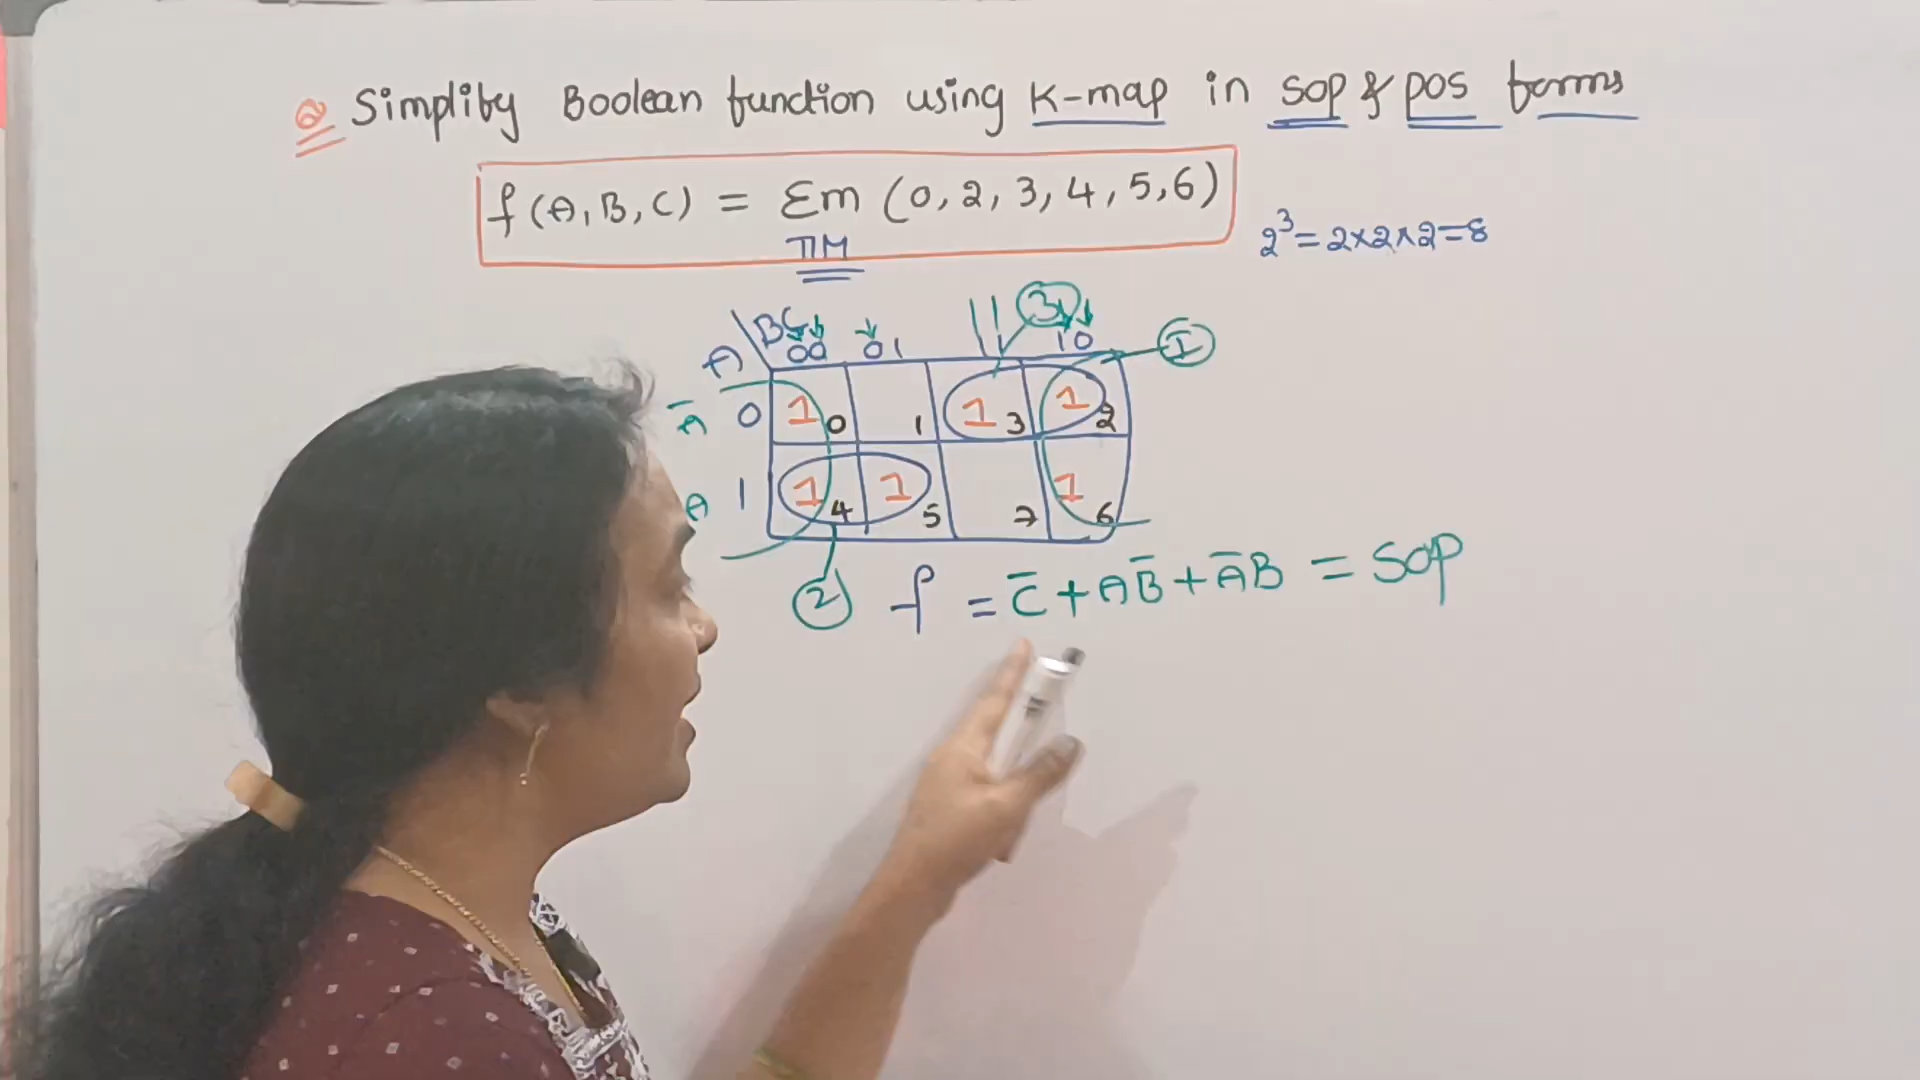 Q Simplify Boolean function using K-map in SOP & POS forms
f(A,B,C) = Σm (0, 2, 3, 4, 5, 6)
ΠM
2³=2×2×2=8
3
BC
A
00 01 11 10
I
Ā 0 1 0 1 1 3 1 2
A 1 1 4 1 5 7 1 6
2
f = C̄ + AB̄ + ĀB = SOP